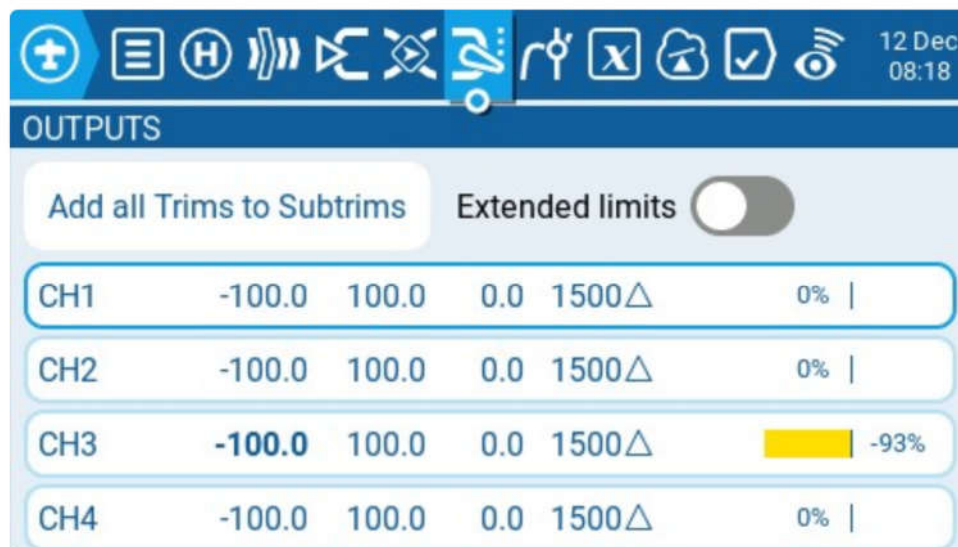 H x 12 Dec
08:18
OUTPUTS
Add all Trims to Subtrims Extended limits
CH1 -100.0 100.0 0.0 1500△ 0%
CH2 -100.0 100.0 0.0 1500△ 0%
CH3 -100.0 100.0 0.0 1500△ -93%
CH4 -100.0 100.0 0.0 1500△ 0%